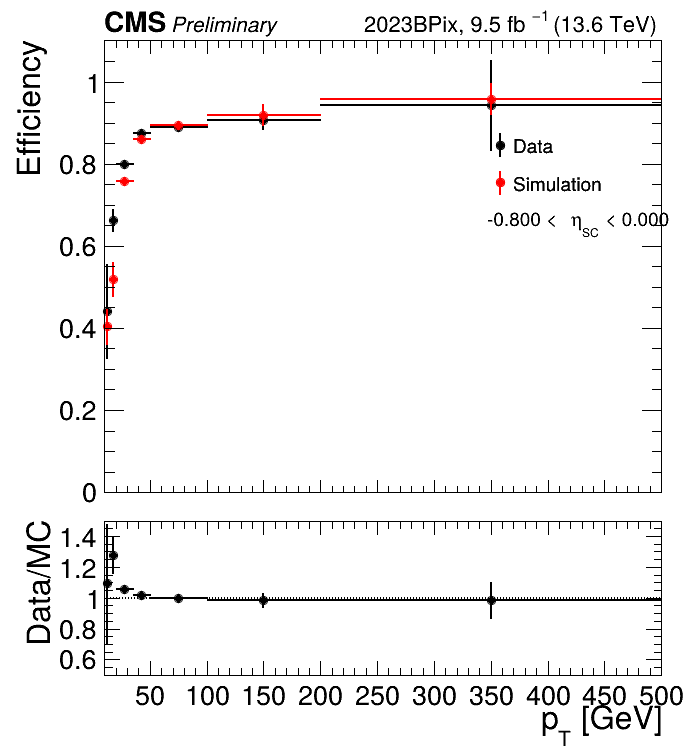 CMS Preliminary 2023BPix, 9.5 fb⁻¹ (13.6 TeV)
Efficiency
1
0.8
0.6
0.4
0.2
0
Data
Simulation
-0.800 < η_SC < 0.000
Data/MC
1.4
1.2
1
0.8
0.6
50 100 150 200 250 300 350 400 450 500
p_T [GeV]